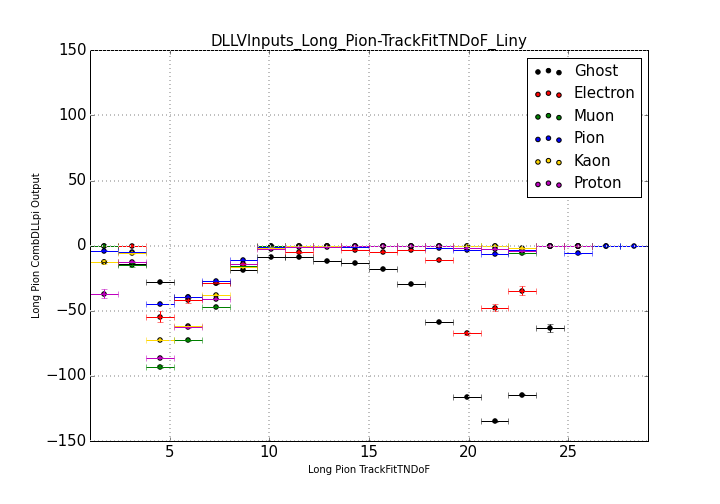 DLLVInputs_Long_Pion-TrackFitTNDoF_Liny
150
100
50
0
−50
−100
−150
Long Pion CombDLLpi Output
Ghost
Electron
Muon
Pion
Kaon
Proton
5
10
15
20
25
Long Pion TrackFitTNDoF